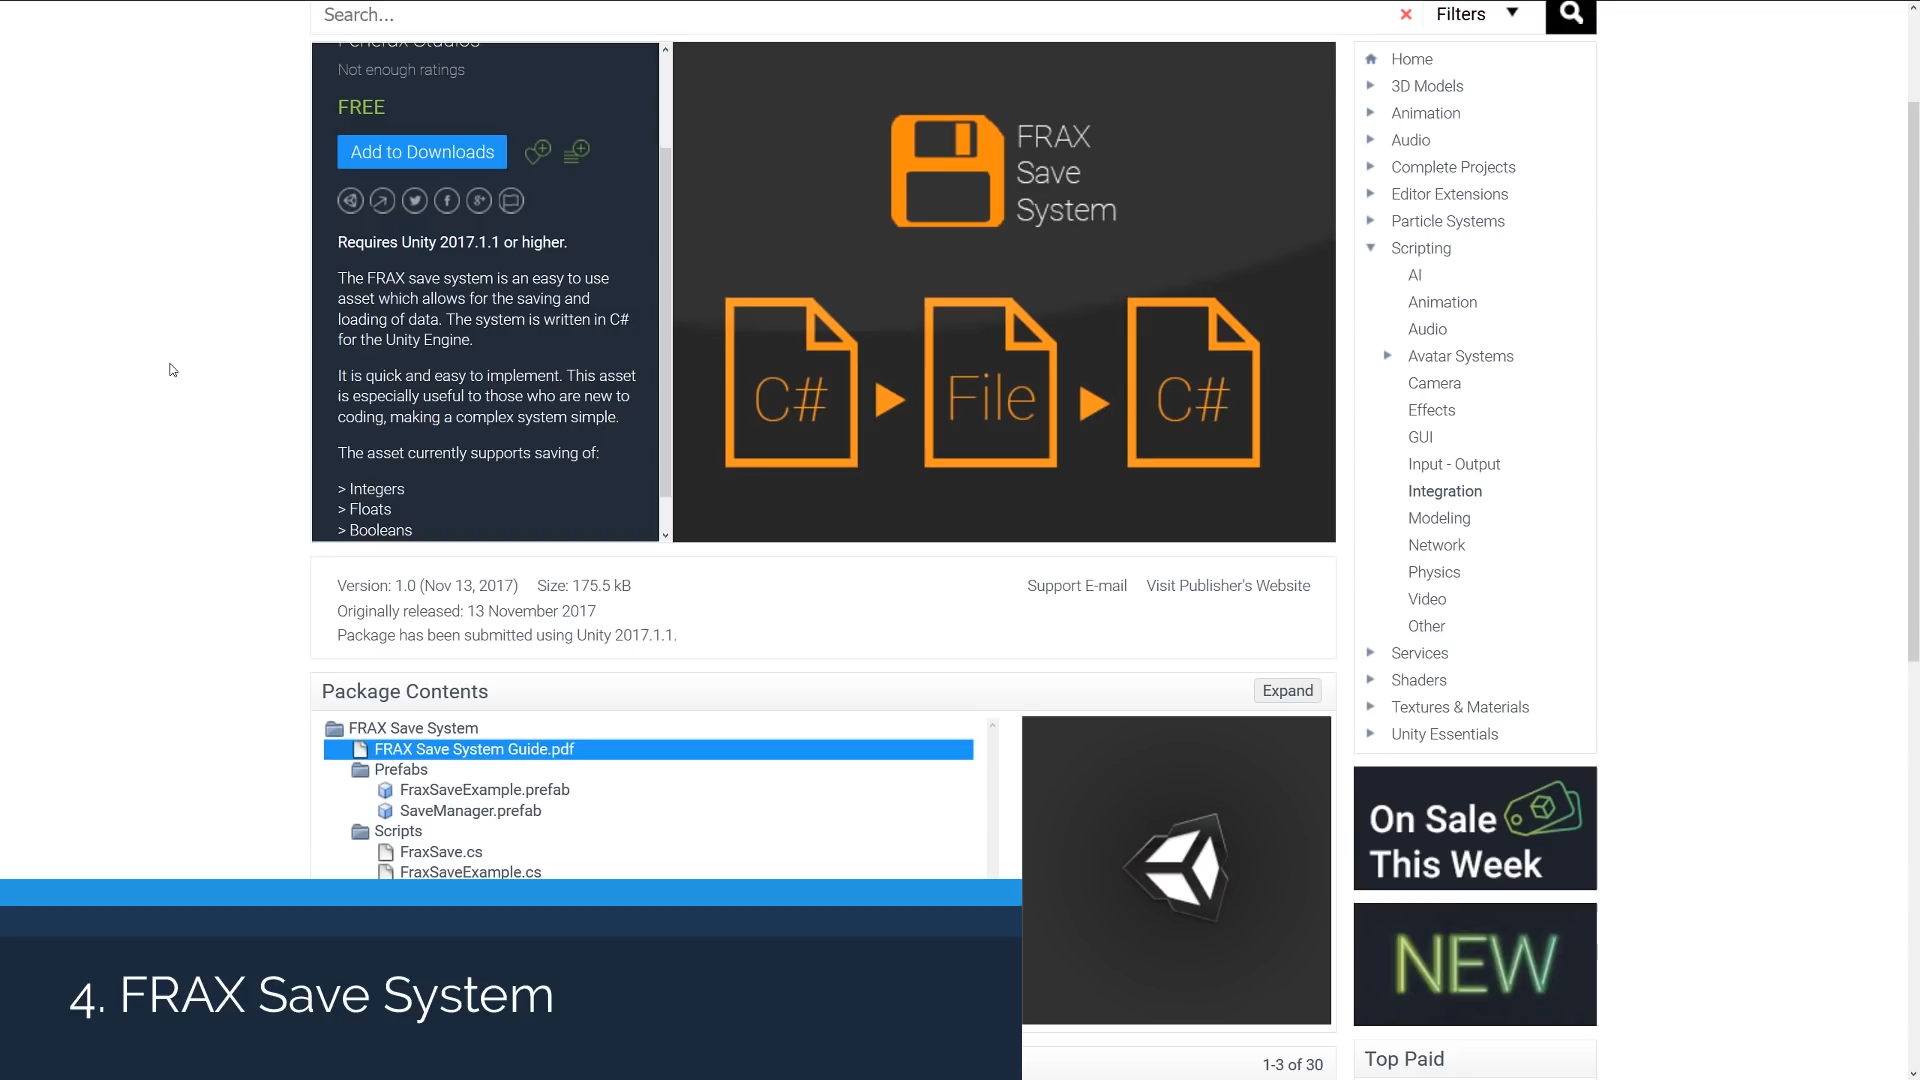 Search...
Filters
Fenerax Studios
Not enough ratings
FREE
Add to Downloads
Requires Unity 2017.1.1 or higher.
The FRAX save system is an easy to use
asset which allows for the saving and
loading of data. The system is written in C#
for the Unity Engine.
It is quick and easy to implement. This asset
is especially useful to those who are new to
coding, making a complex system simple.
The asset currently supports saving of:
> Integers
> Floats
> Booleans
FRAX
Save
System
C#
File
C#
Version: 1.0 (Nov 13, 2017)
Size: 175.5 kB
Support E-mail
Visit Publisher's Website
Originally released: 13 November 2017
Package has been submitted using Unity 2017.1.1.
Package Contents
Expand
FRAX Save System
FRAX Save System Guide.pdf
Prefabs
FraxSaveExample.prefab
SaveManager.prefab
Scripts
FraxSave.cs
FraxSaveExample.cs
4. FRAX Save System
1-3 of 30
Home
3D Models
Animation
Audio
Complete Projects
Editor Extensions
Particle Systems
Scripting
AI
Animation
Audio
Avatar Systems
Camera
Effects
GUI
Input - Output
Integration
Modeling
Network
Physics
Video
Other
Services
Shaders
Textures & Materials
Unity Essentials
On Sale
This Week
NEW
Top Paid